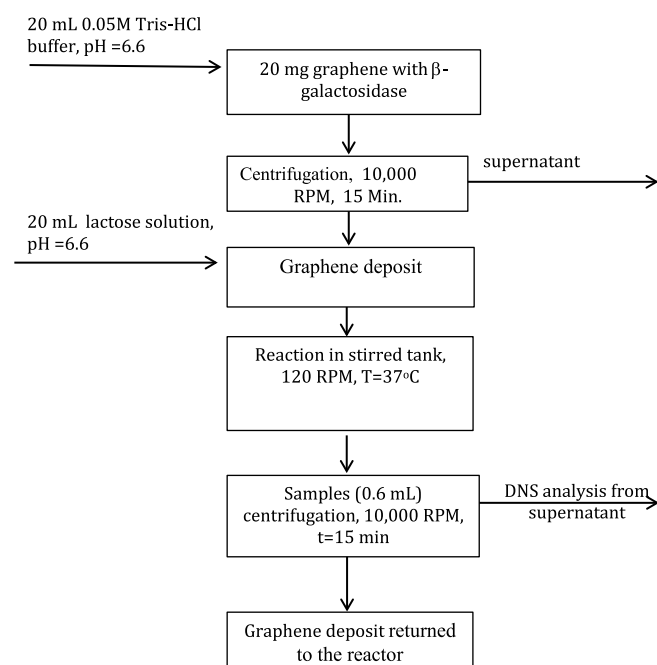 20 mL 0.05M Tris-HCl
buffer, pH =6.6
20 mg graphene with β-
galactosidase
Centrifugation, 10,000
RPM, 15 Min.
supernatant
20 mL lactose solution,
pH =6.6
Graphene deposit
Reaction in stirred tank,
120 RPM, T=37°C
Samples (0.6 mL)
centrifugation, 10,000 RPM,
t=15 min
DNS analysis from
supernatant
Graphene deposit returned
to the reactor